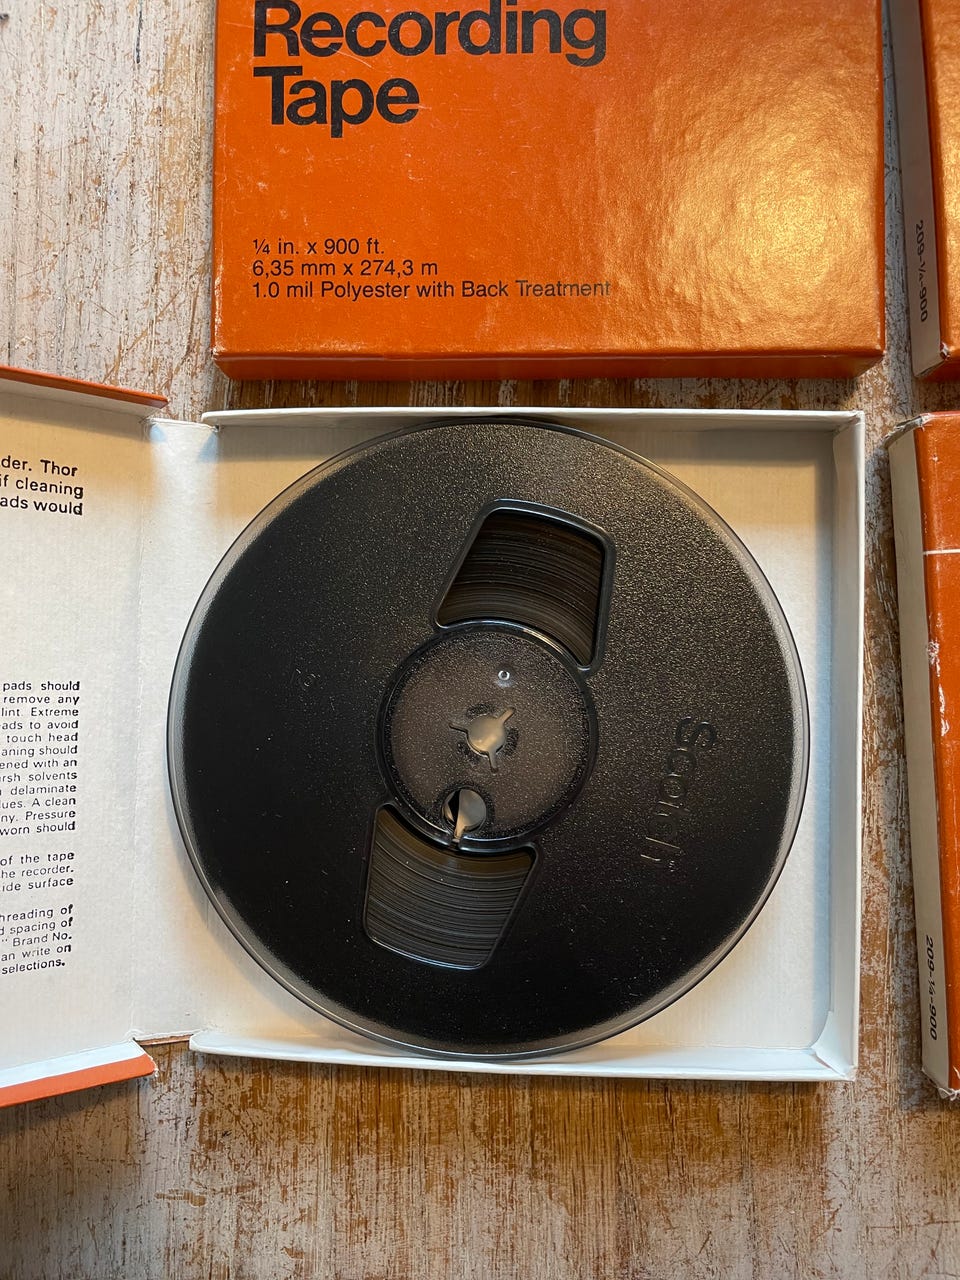 Recording
Tape
¼ in. x 900 ft.
6,35 mm x 274,3 m
1.0 mil Polyester with Back Treatment
209-¼-900
der. Thor
if cleaning
ads would
pads should
remove any
lint. Extreme
ads to avoid
touch head
aning should
ened with an
rsh solvents
delaminate
ues. A clean
ny. Pressure
worn should
of the tape
he recorder.
ide surface
hreading of
d spacing of
" Brand No.
an write on
selections.
Scotch
209-¼-900